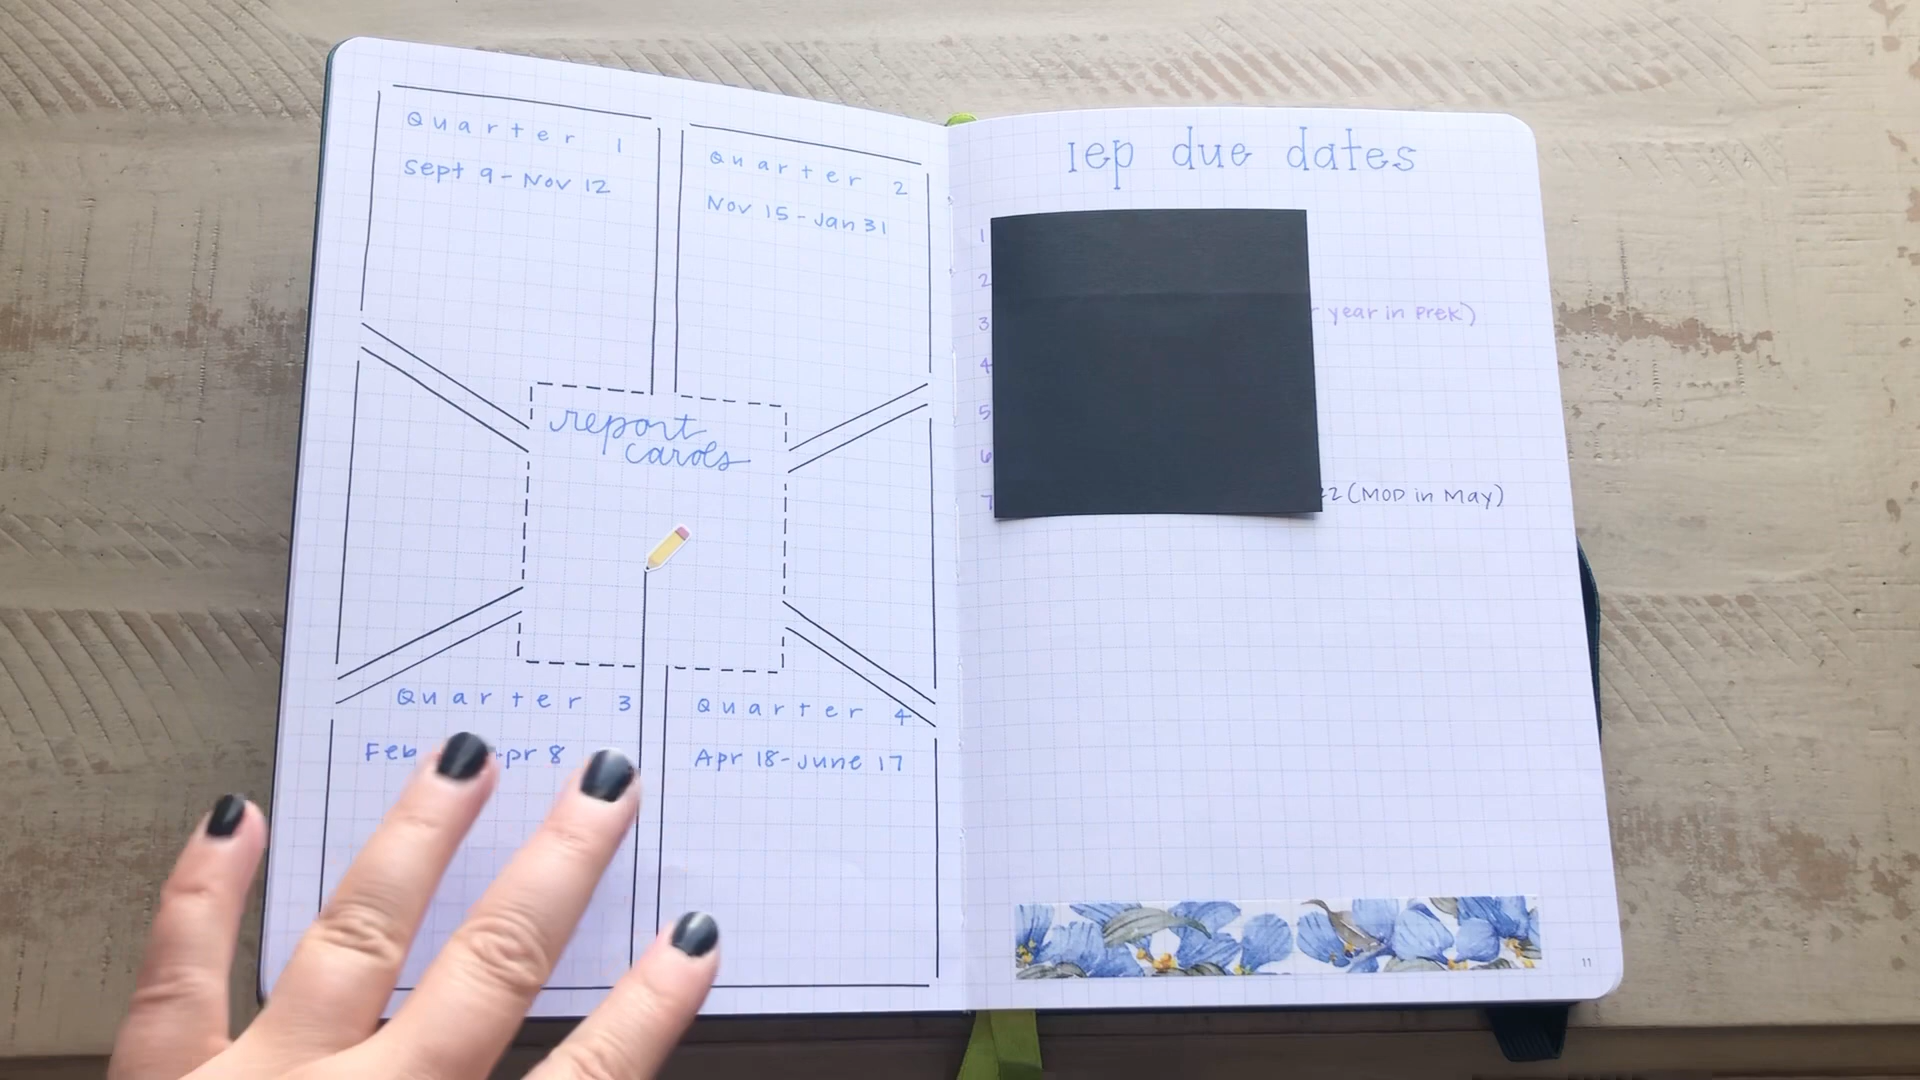 Quarter 1
Sept 9 - Nov 12
Quarter 2
Nov 15 - Jan 31
report
cards
Quarter 3
Feb pr 8
Quarter 4
Apr 18 - June 17
iep due dates
1
2
3 year in Prek)
4
5
6
7 22 (MOD in May)
11